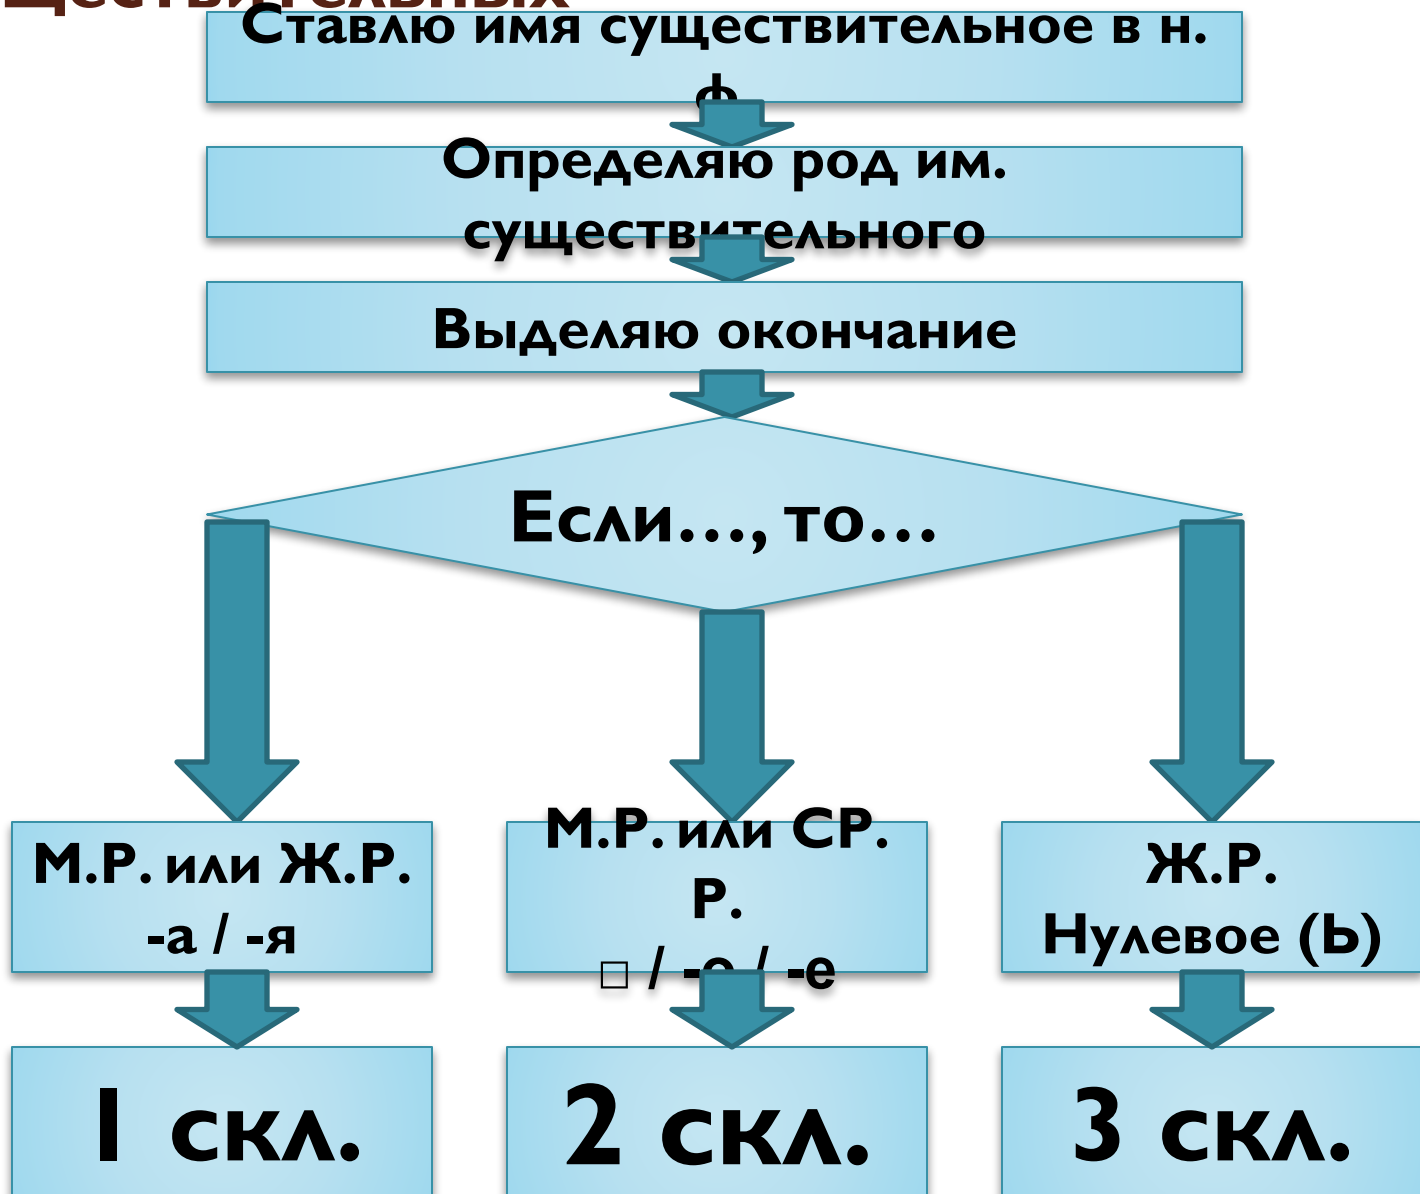 Ставлю имя существительное в н.
ф.
Определяю род им.
существительного
Выделяю окончание
Если…, то…
М.Р. или Ж.Р.
-а / -я
М.Р. или СР.
Р.
□ / -о / -е
Ж.Р.
Нулевое (Ь)
1 скл.
2 скл.
3 скл.